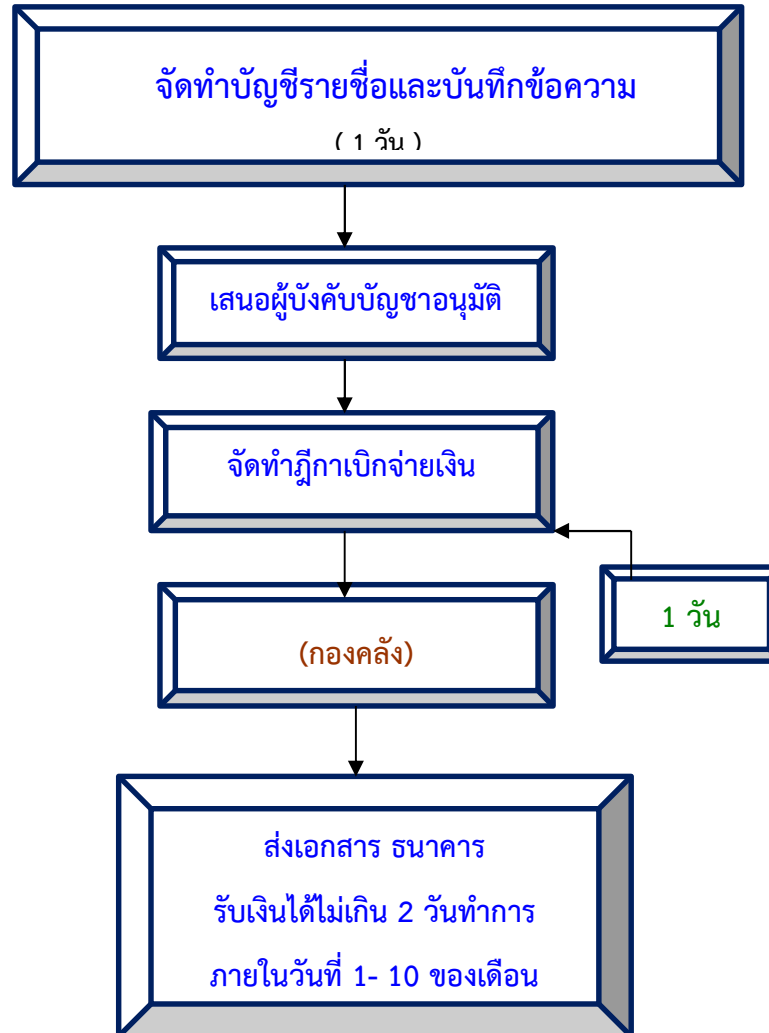 จัดทำบัญชีรายชื่อและบันทึกข้อความ
( 1 วัน )
เสนอผู้บังคับบัญชาอนุมัติ
จัดทำฎีกาเบิกจ่ายเงิน
1 วัน
(กองคลัง)
ส่งเอกสาร ธนาคาร
รับเงินได้ไม่เกิน 2 วันทำการ
ภายในวันที่ 1- 10 ของเดือน